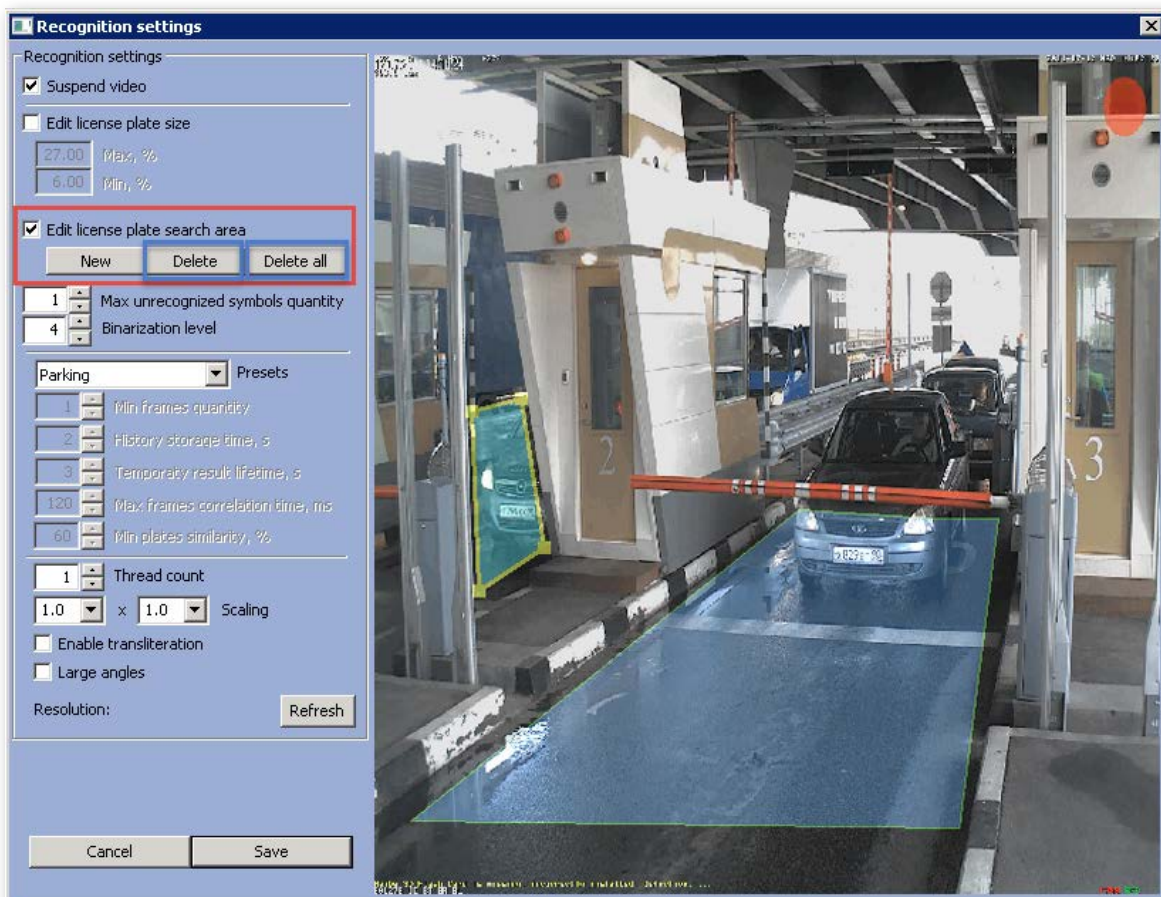 Recognition settings
Recognition settings
Suspend video
Edit license plate size
27.00 Max, %
6.00 Min, %
Edit license plate search area
New Delete Delete all
1 Max unrecognized symbols quantity
4 Binarization level
Parking Presets
1 Min frames quantity
2 History storage time, s
3 Temporaty result lifetime, s
120 Max frames correlation time, ms
60 Min plates similarity, %
1 Thread count
1.0 x 1.0 Scaling
Enable transliteration
Large angles
Resolution: Refresh
Cancel Save
2
3